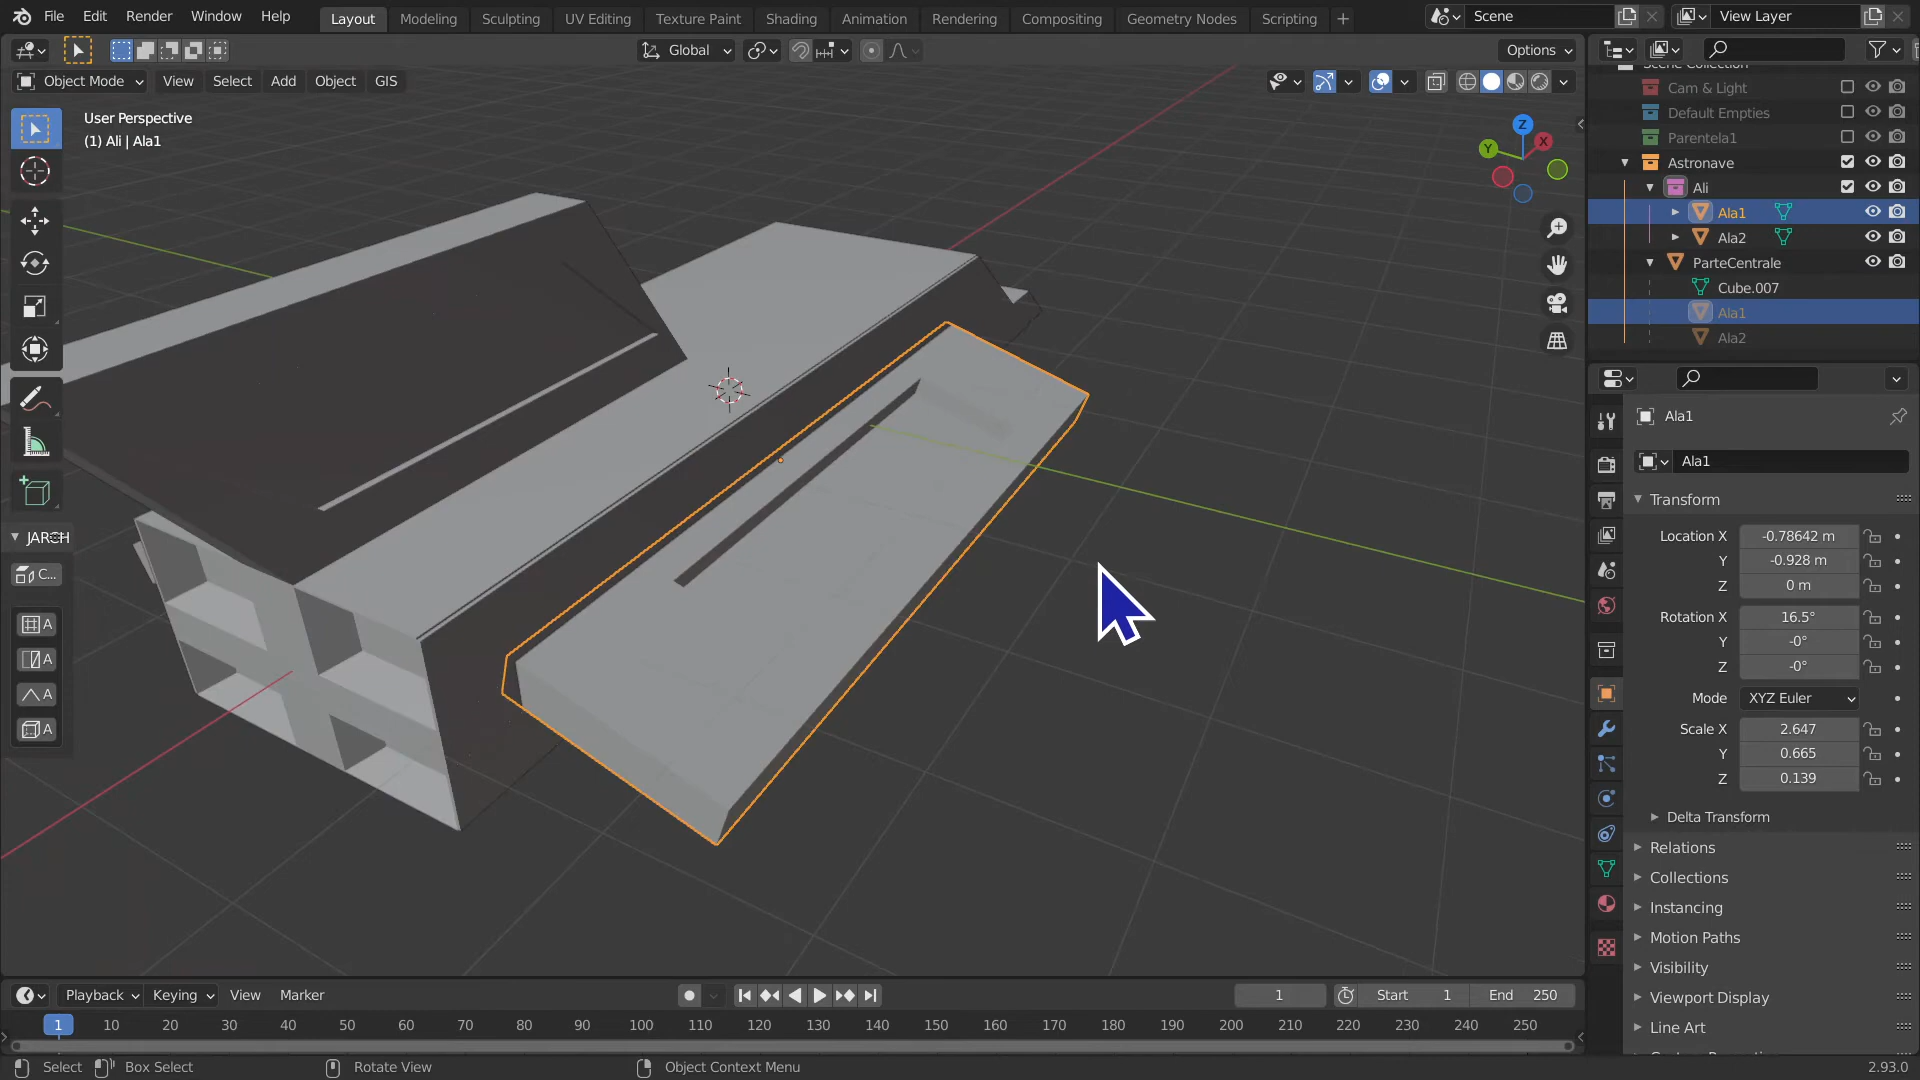 File Edit Render Window Help
Layout Modeling Sculpting UV Editing Texture Paint Shading Animation Rendering Compositing Geometry Nodes Scripting +
Scene
View Layer
Global
Options
Object Mode View Select Add Object GIS
User Perspective
(1) Ali | Ala1
Z
Y
X
Scene Collection
Cam & Light
Default Empties
Parentela1
Astronave
Ali
Ala1
Ala2
ParteCentrale
Cube.007
Ala1
Ala2
JARCH
C...
A
A
A
A
Ala1
Ala1
Transform
Location X -0.78642 m
Y -0.928 m
Z 0 m
Rotation X 16.5°
Y -0°
Z -0°
Mode XYZ Euler
Scale X 2.647
Y 0.665
Z 0.139
Delta Transform
Relations
Collections
Instancing
Motion Paths
Visibility
Viewport Display
Line Art
Playback Keying View Marker
1
Start 1
End 250
1 10 20 30 40 50 60 70 80 90 100 110 120 130 140 150 160 170 180 190 200 210 220 230 240 250
Select Box Select Rotate View Object Context Menu 2.93.0